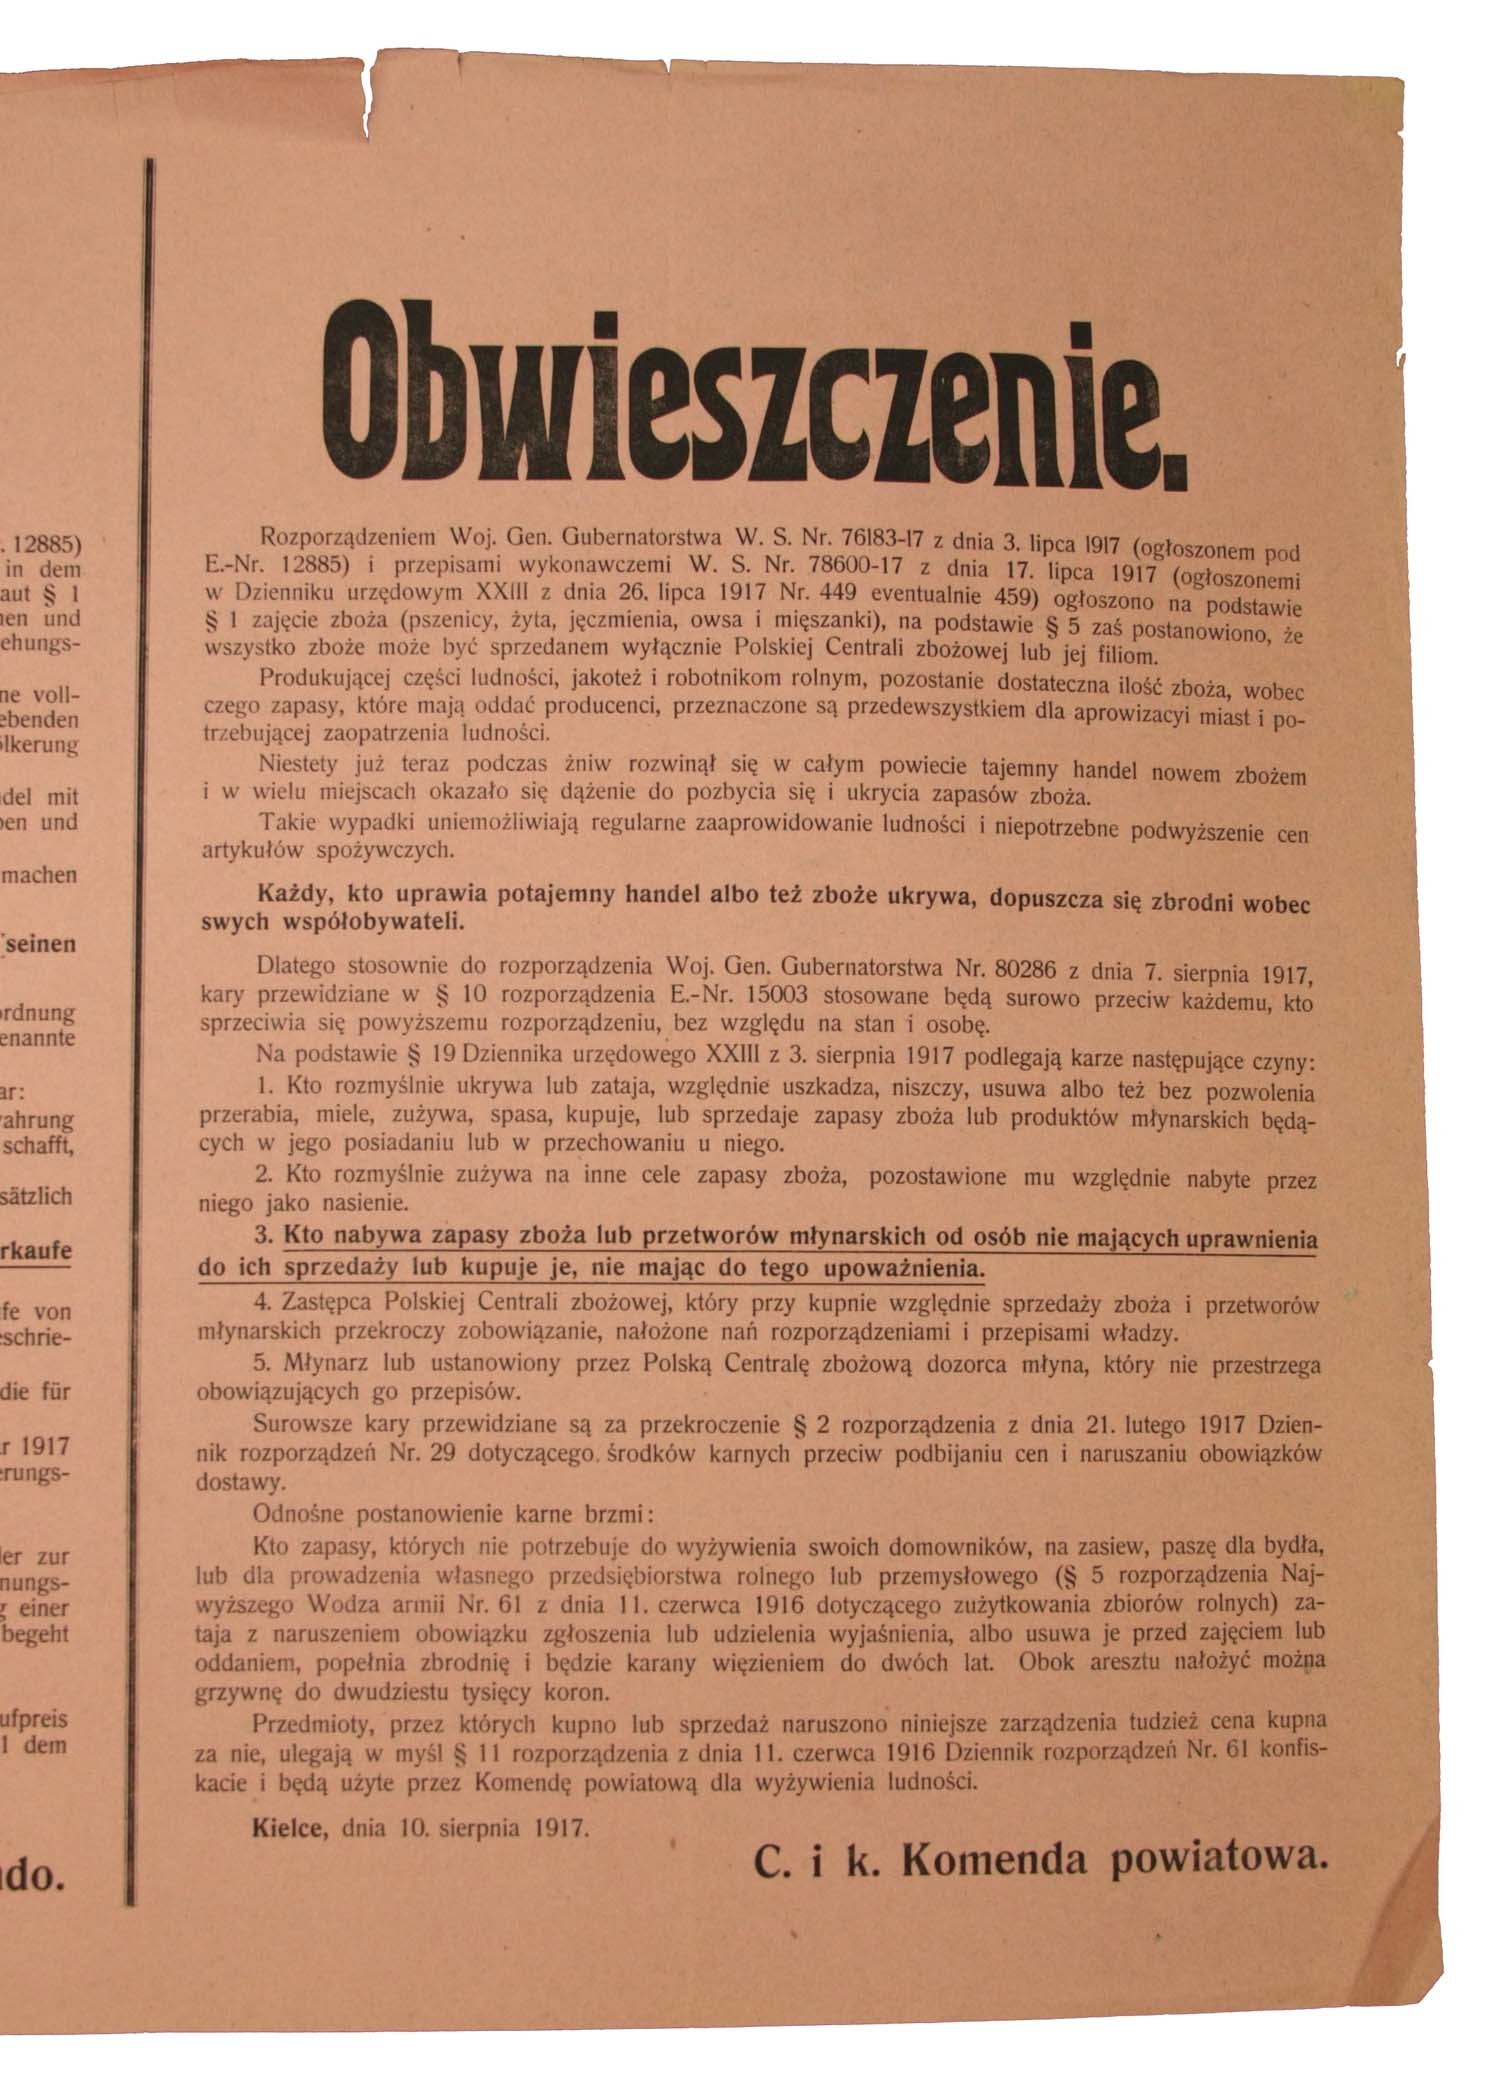 . 12885)
in dem
aut § 1
en und
ehungs-
ne voll-
ebenden
lkerung
del mit
en und
machen
seinen
rdnung
enannte
ar:
ahrung
schafft,
sätzlich
rkaufe
fe von
schrie-
die für
r 1917
rungs-
er zur
nungs-
einer
begeht
ufpreis
l dem
do.
Obwieszczenie.
Rozporządzeniem Woj. Gen. Gubernatorstwa W. S. Nr. 76183-17 z dnia 3. lipca 1917 (ogłoszonem pod
E.-Nr. 12885) i przepisami wykonawczemi W. S. Nr. 78600-17 z dnia 17. lipca 1917 (ogłoszonemi
w Dzienniku urzędowym XXIII z dnia 26. lipca 1917 Nr. 449 eventualnie 459) ogłoszono na podstawie
§ 1 zajęcie zboża (pszenicy, żyta, jęczmienia, owsa i mięszanki), na podstawie § 5 zaś postanowiono, że
wszystko zboże może być sprzedanem wyłącznie Polskiej Centrali zbożowej lub jej filiom.
Produkującej części ludności, jakoteż i robotnikom rolnym, pozostanie dostateczna ilość zboża, wobec
czego zapasy, które mają oddać producenci, przeznaczone są przedewszystkiem dla aprowizacyi miast i po-
trzebującej zaopatrzenia ludności.
Niestety już teraz podczas żniw rozwinął się w całym powiecie tajemny handel nowem zbożem
i w wielu miejscach okazało się dążenie do pozbycia się i ukrycia zapasów zboża.
Takie wypadki uniemożliwiają regularne zaaprowidowanie ludności i niepotrzebne podwyższenie cen
artykułów spożywczych.
Każdy, kto uprawia potajemny handel albo też zboże ukrywa, dopuszcza się zbrodni wobec
swych współobywateli.
Dlatego stosownie do rozporządzenia Woj. Gen. Gubernatorstwa Nr. 80286 z dnia 7. sierpnia 1917,
kary przewidziane w § 10 rozporządzenia E.-Nr. 15003 stosowane będą surowo przeciw każdemu, kto
sprzeciwia się powyższemu rozporządzeniu, bez względu na stan i osobę.
Na podstawie § 19 Dziennika urzędowego XXIII z 3. sierpnia 1917 podlegają karze następujące czyny:
1. Kto rozmyślnie ukrywa lub zataja, względnie uszkadza, niszczy, usuwa albo też bez pozwolenia
przerabia, miele, zużywa, spasa, kupuje, lub sprzedaje zapasy zboża lub produktów młynarskich będą-
cych w jego posiadaniu lub w przechowaniu u niego.
2. Kto rozmyślnie zużywa na inne cele zapasy zboża, pozostawione mu względnie nabyte przez
niego jako nasienie.
3. Kto nabywa zapasy zboża lub przetworów młynarskich od osób nie mających uprawnienia
do ich sprzedaży lub kupuje je, nie mając do tego upoważnienia.
4. Zastępca Polskiej Centrali zbożowej, który przy kupnie względnie sprzedaży zboża i przetworów
młynarskich przekroczy zobowiązanie, nałożone nań rozporządzeniami i przepisami władzy.
5. Młynarz lub ustanowiony przez Polską Centralę zbożową dozorca młyna, który nie przestrzega
obowiązujących go przepisów.
Surowsze kary przewidziane są za przekroczenie § 2 rozporządzenia z dnia 21. lutego 1917 Dzien-
nik rozporządzeń Nr. 29 dotyczącego środków karnych przeciw podbijaniu cen i naruszaniu obowiązków
dostawy.
Odnośne postanowienie karne brzmi:
Kto zapasy, których nie potrzebuje do wyżywienia swoich domowników, na zasiew, paszę dla bydła,
lub dla prowadzenia własnego przedsiębiorstwa rolnego lub przemysłowego (§ 5 rozporządzenia Naj-
wyższego Wodza armii Nr. 61 z dnia 11. czerwca 1916 dotyczącego zużytkowania zbiorów rolnych) za-
taja z naruszeniem obowiązku zgłoszenia lub udzielenia wyjaśnienia, albo usuwa je przed zajęciem lub
oddaniem, popełnia zbrodnię i będzie karany więzieniem do dwóch lat. Obok aresztu nałożyć można
grzywnę do dwudziestu tysięcy koron.
Przedmioty, przez których kupno lub sprzedaż naruszono niniejsze zarządzenia tudzież cena kupna
za nie, ulegają w myśl § 11 rozporządzenia z dnia 11. czerwca 1916 Dziennik rozporządzeń Nr. 61 konfis-
kacie i będą użyte przez Komendę powiatową dla wyżywienia ludności.
Kielce, dnia 10. sierpnia 1917.
C. i k. Komenda powiatowa.